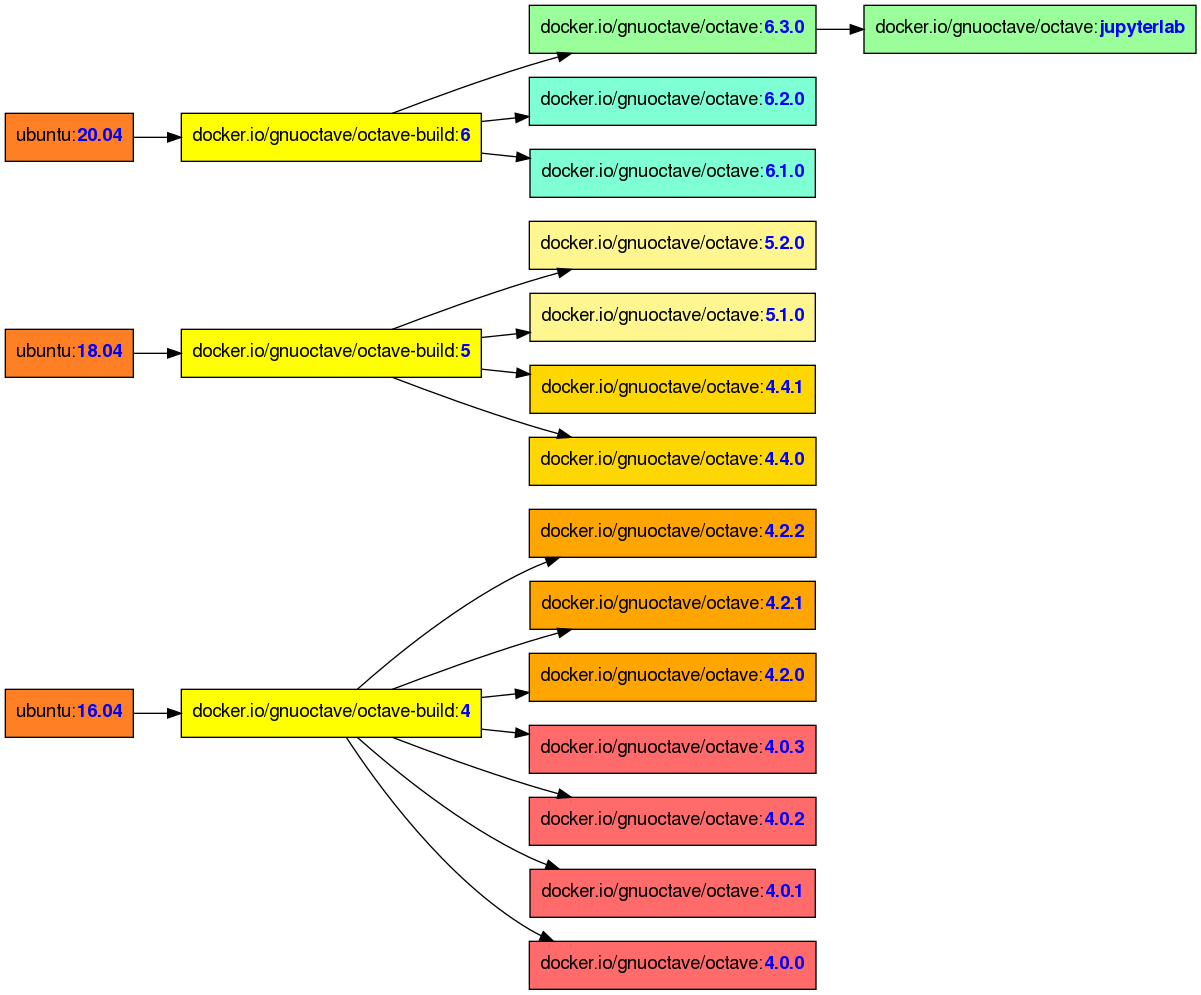 docker.io/gnuoctave/octave:6.3.0
docker.io/gnuoctave/octave:jupyterlab
docker.io/gnuoctave/octave:6.2.0
ubuntu:20.04
docker.io/gnuoctave/octave-build:6
docker.io/gnuoctave/octave:6.1.0
docker.io/gnuoctave/octave:5.2.0
docker.io/gnuoctave/octave:5.1.0
ubuntu:18.04
docker.io/gnuoctave/octave-build:5
docker.io/gnuoctave/octave:4.4.1
docker.io/gnuoctave/octave:4.4.0
docker.io/gnuoctave/octave:4.2.2
docker.io/gnuoctave/octave:4.2.1
docker.io/gnuoctave/octave:4.2.0
ubuntu:16.04
docker.io/gnuoctave/octave-build:4
docker.io/gnuoctave/octave:4.0.3
docker.io/gnuoctave/octave:4.0.2
docker.io/gnuoctave/octave:4.0.1
docker.io/gnuoctave/octave:4.0.0